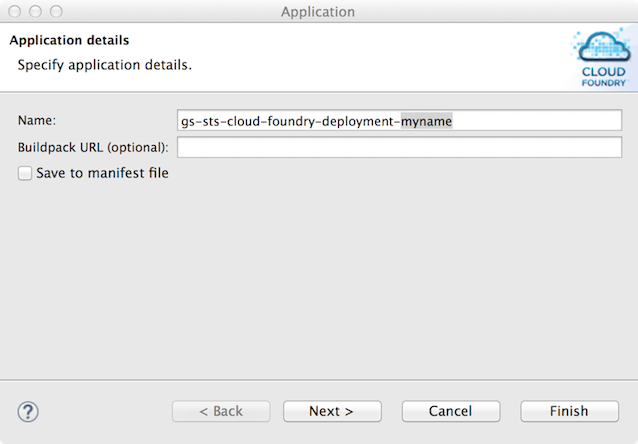 Application
Application details
Specify application details.
CLOUD
FOUNDRY
Name: gs-sts-cloud-foundry-deployment-myname
Buildpack URL (optional):
Save to manifest file
?
< Back Next > Cancel Finish